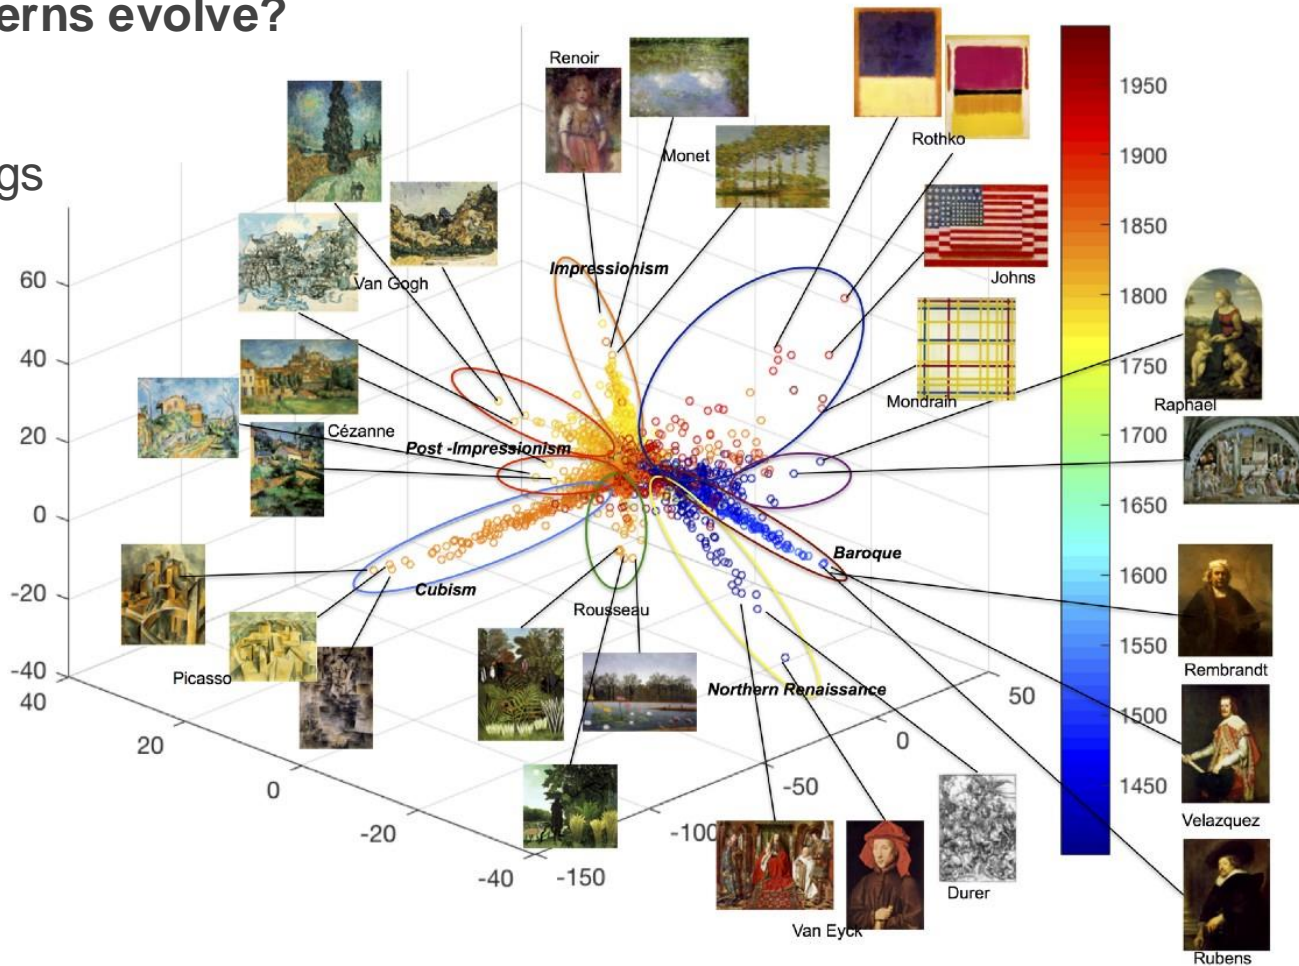 erns evolve?
gs
Renoir
Monet
Rothko
Johns
Impressionism
Van Gogh
Mondrain
Raphael
Cézanne
Post -Impressionism
Cubism
Baroque
Rousseau
Picasso
Northern Renaissance
Rembrandt
Velazquez
Durer
Van Eyck
Rubens
60
40
20
0
-20
-40
40
20
0
-20
-40
-150
-100
-50
0
50
1950
1900
1850
1800
1750
1700
1650
1600
1550
1500
1450